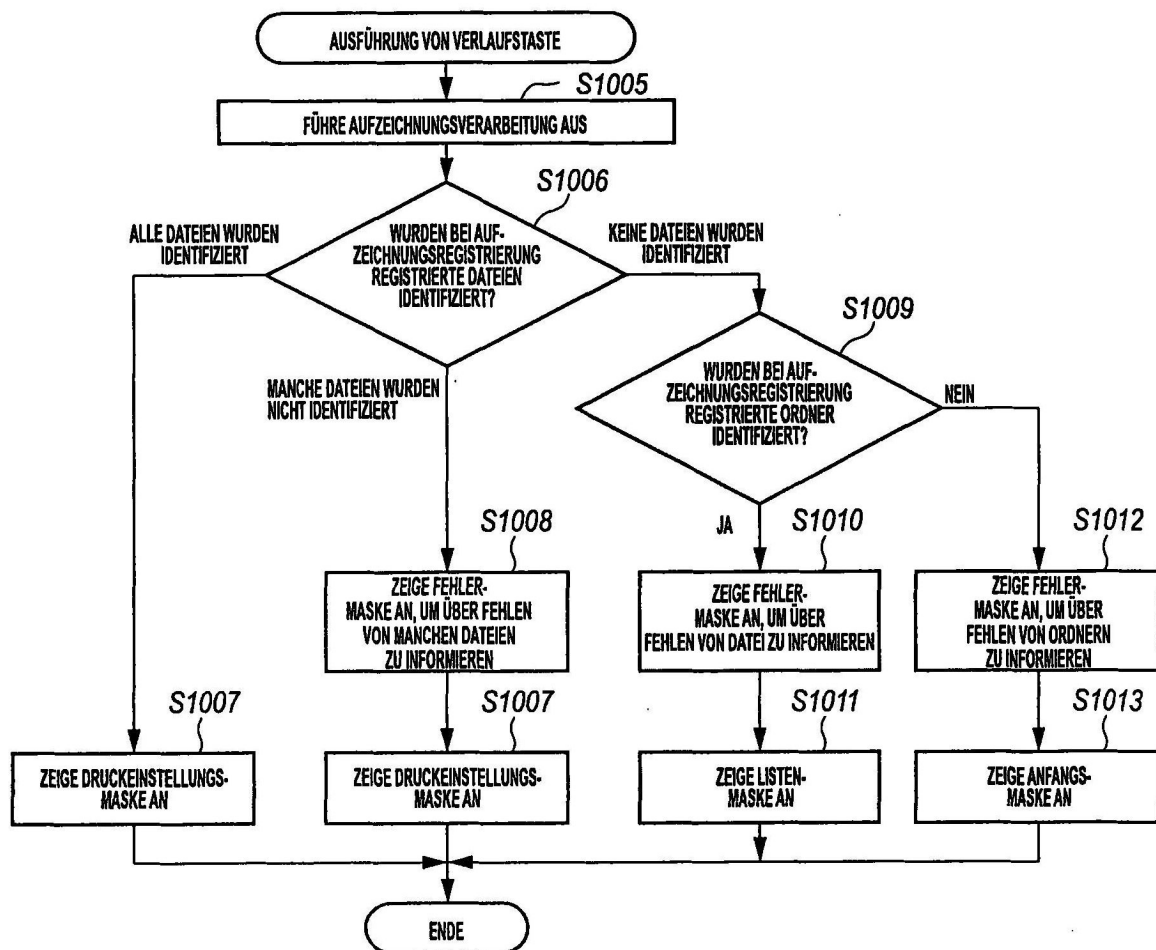 AUSFÜHRUNG VON VERLAUFSTASTE
S1005
FÜHRE AUFZEICHNUNGSVERARBEITUNG AUS
S1006
WURDEN BEI AUF-
ZEICHNUNGSREGISTRIERUNG
REGISTRIERTE DATEIEN
IDENTIFIZIERT?
ALLE DATEIEN WURDEN
IDENTIFIZIERT
KEINE DATEIEN WURDEN
IDENTIFIZIERT
MANCHE DATEIEN WURDEN
NICHT IDENTIFIZIERT
S1009
WURDEN BEI AUF-
ZEICHNUNGSREGISTRIERUNG
REGISTRIERTE ORDNER
IDENTIFIZIERT?
NEIN
JA
S1008
ZEIGE FEHLER-
MASKE AN, UM ÜBER FEHLEN
VON MANCHEN DATEIEN
ZU INFORMIEREN
S1010
ZEIGE FEHLER-
MASKE AN, UM ÜBER
FEHLEN VON DATEI ZU INFORMIEREN
S1012
ZEIGE FEHLER-
MASKE AN, UM ÜBER
FEHLEN VON ORDNERN
ZU INFORMIEREN
S1007
ZEIGE DRUCKEINSTELLUNGS-
MASKE AN
S1007
ZEIGE DRUCKEINSTELLUNGS-
MASKE AN
S1011
ZEIGE LISTEN-
MASKE AN
S1013
ZEIGE ANFANGS-
MASKE AN
ENDE